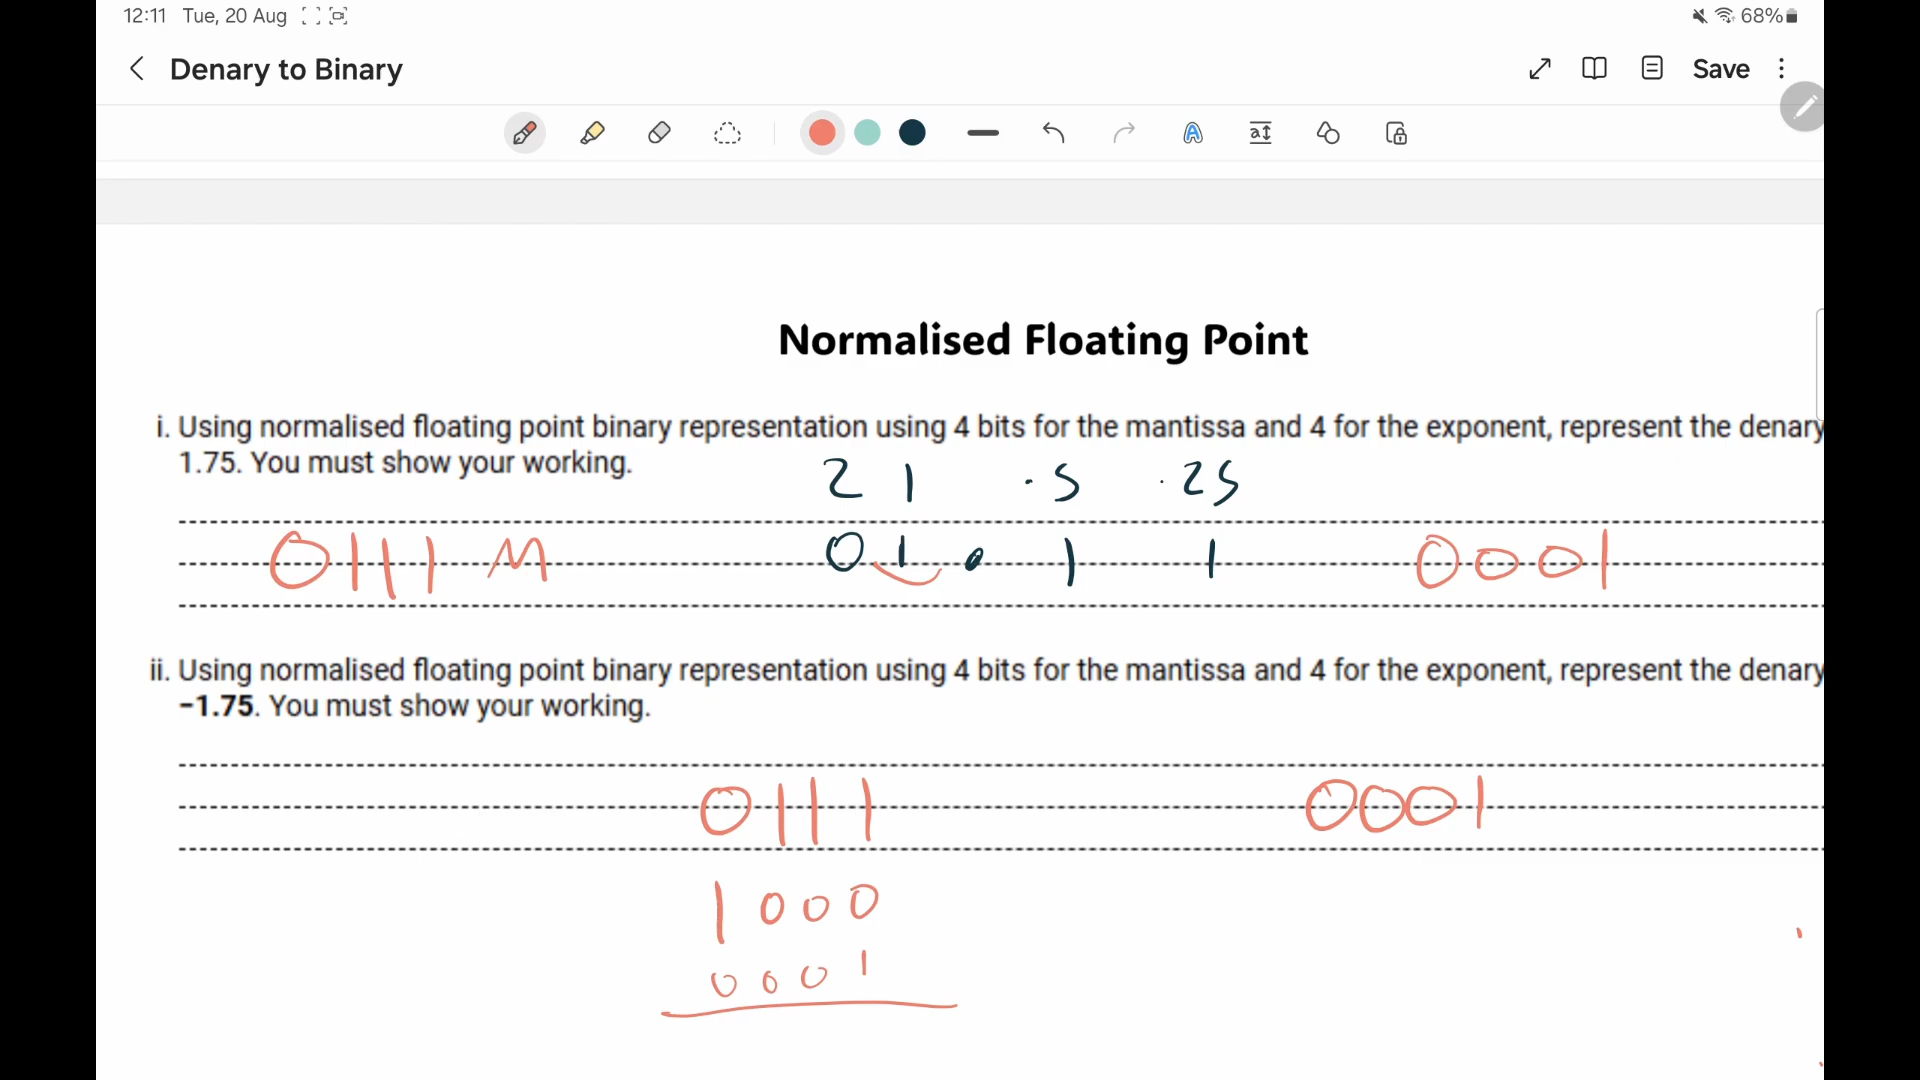 12:11 Tue, 20 Aug 68%
Denary to Binary Save
Normalised Floating Point
i. Using normalised floating point binary representation using 4 bits for the mantissa and 4 for the exponent, represent the denary
1.75. You must show your working.
2 1 .5 .25
0111 M 01.11 0001
ii. Using normalised floating point binary representation using 4 bits for the mantissa and 4 for the exponent, represent the denary
−1.75. You must show your working.
0111 0001
1000
0001